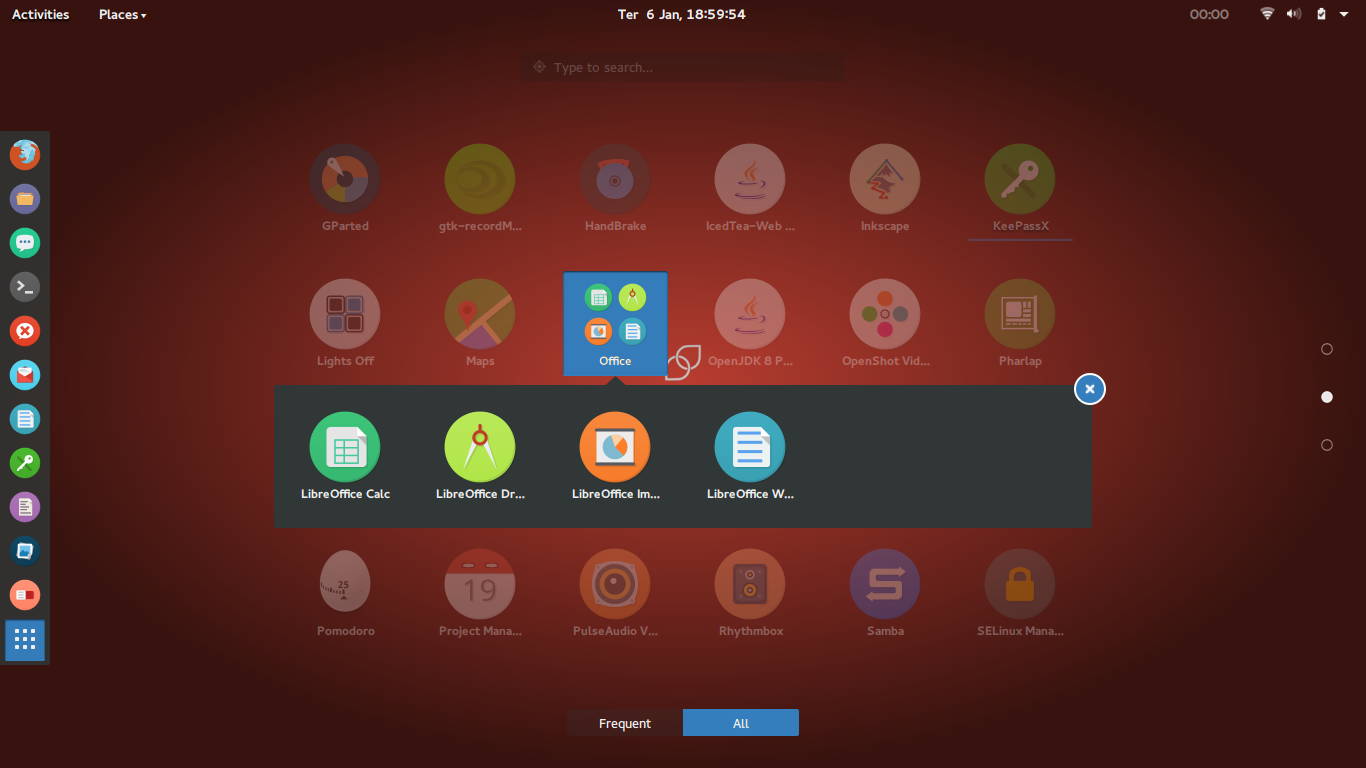 Activities Places Ter 6 Jan, 18:59:54 00:00
Type to search...
GParted gtk-recordM... HandBrake IcedTea-Web ... Inkscape KeePassX
Lights Off Maps Office OpenJDK 8 P... OpenShot Vid... Pharlap
LibreOffice Calc LibreOffice Dr... LibreOffice Im... LibreOffice W...
25
19
Pomodoro Project Mana... PulseAudio V... Rhythmbox Samba SELinux Mana...
Frequent All